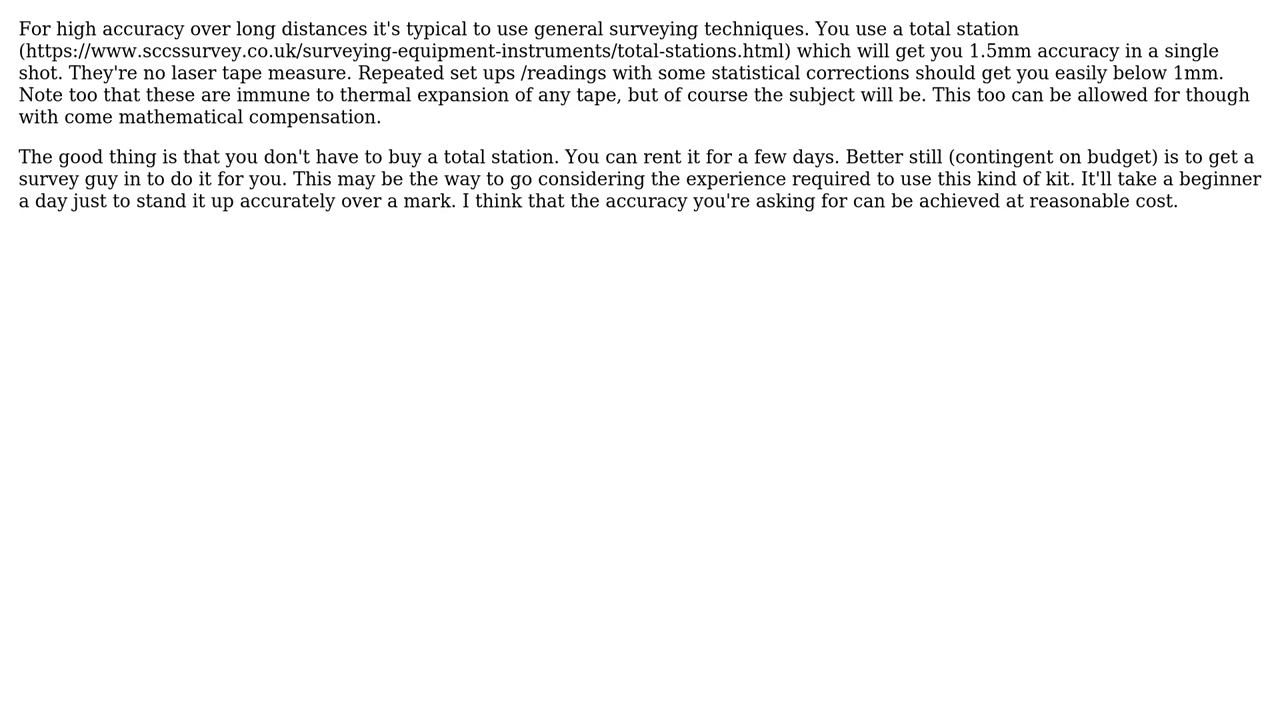 For high accuracy over long distances it's typical to use general surveying techniques. You use a total station
(https://www.sccssurvey.co.uk/surveying-equipment-instruments/total-stations.html) which will get you 1.5mm accuracy in a single
shot. They're no laser tape measure. Repeated set ups /readings with some statistical corrections should get you easily below 1mm.
Note too that these are immune to thermal expansion of any tape, but of course the subject will be. This too can be allowed for though
with come mathematical compensation.
The good thing is that you don't have to buy a total station. You can rent it for a few days. Better still (contingent on budget) is to get a
survey guy in to do it for you. This may be the way to go considering the experience required to use this kind of kit. It'll take a beginner
a day just to stand it up accurately over a mark. I think that the accuracy you're asking for can be achieved at reasonable cost.